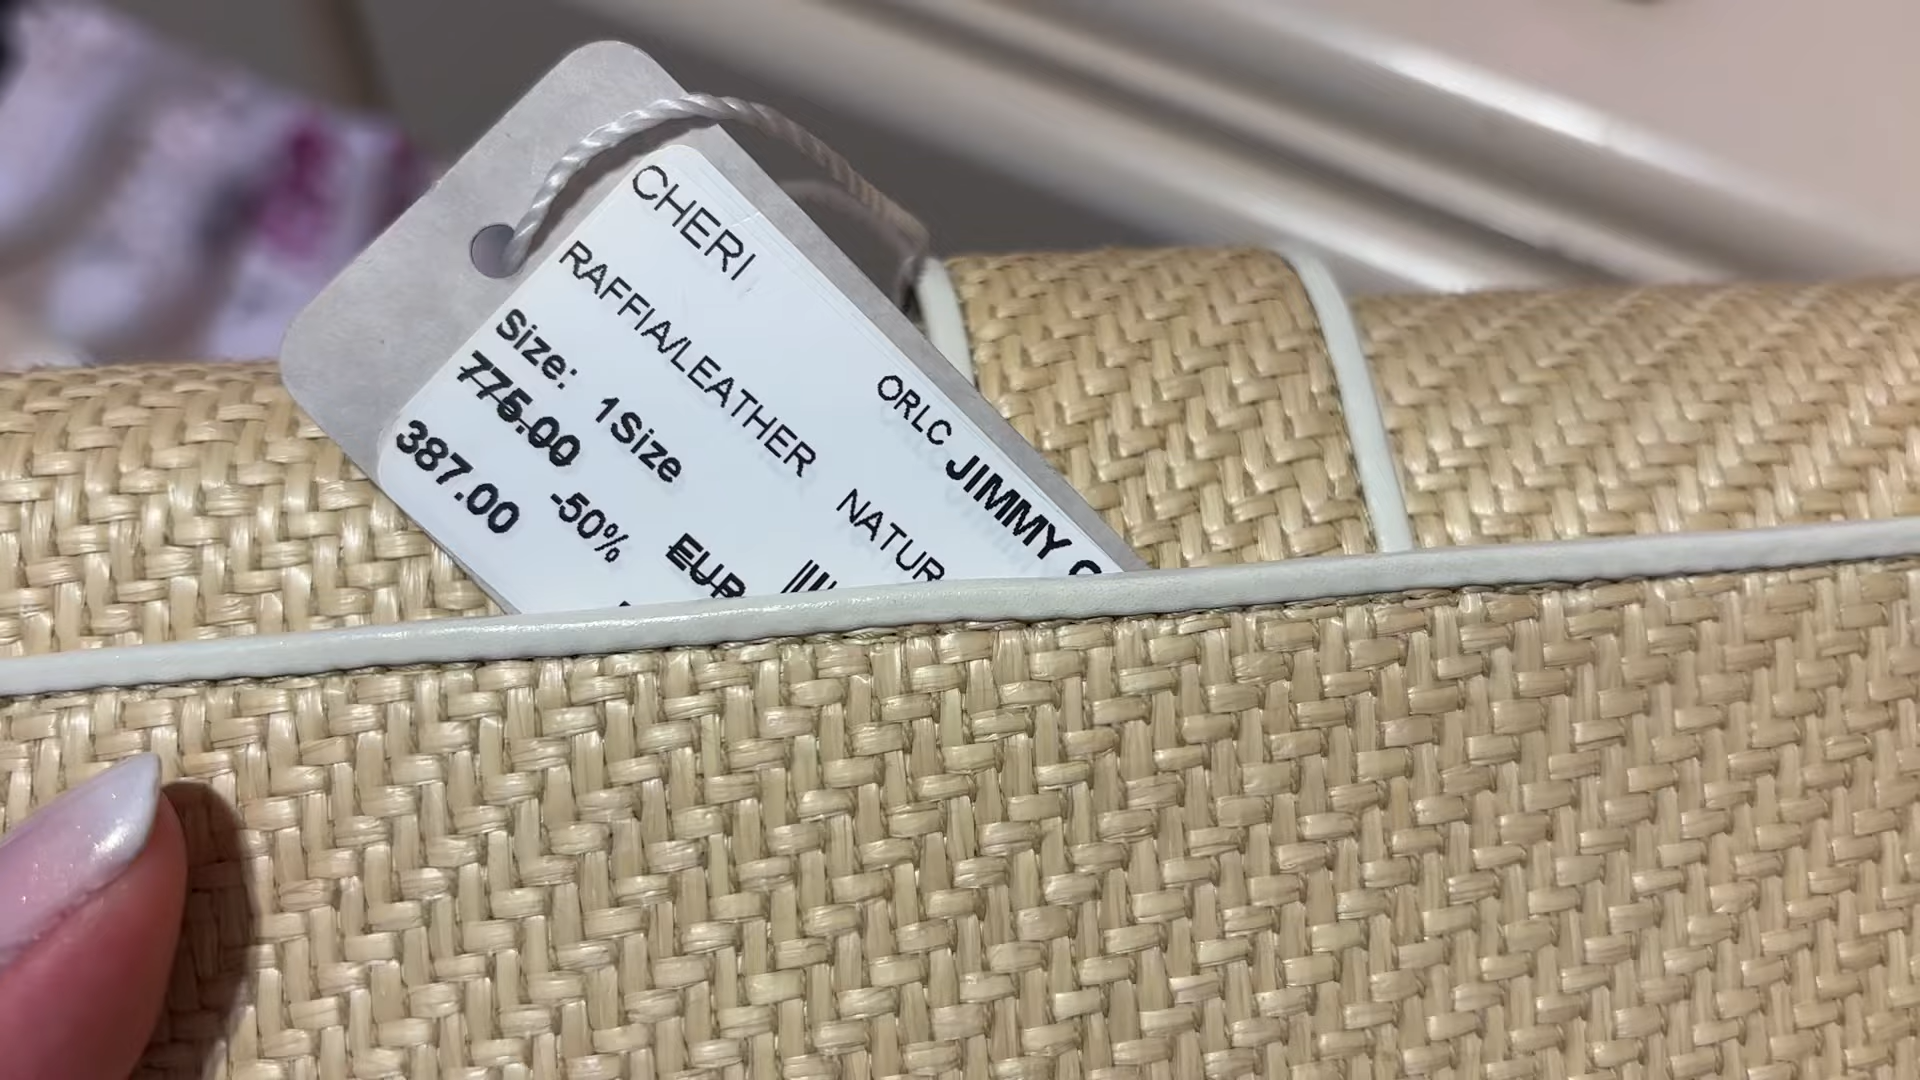 CHERI
ORLC JIMMY
RAFFIA/LEATHER NATUR
Size: 1Size
775.00 EUR
387.00 -50%